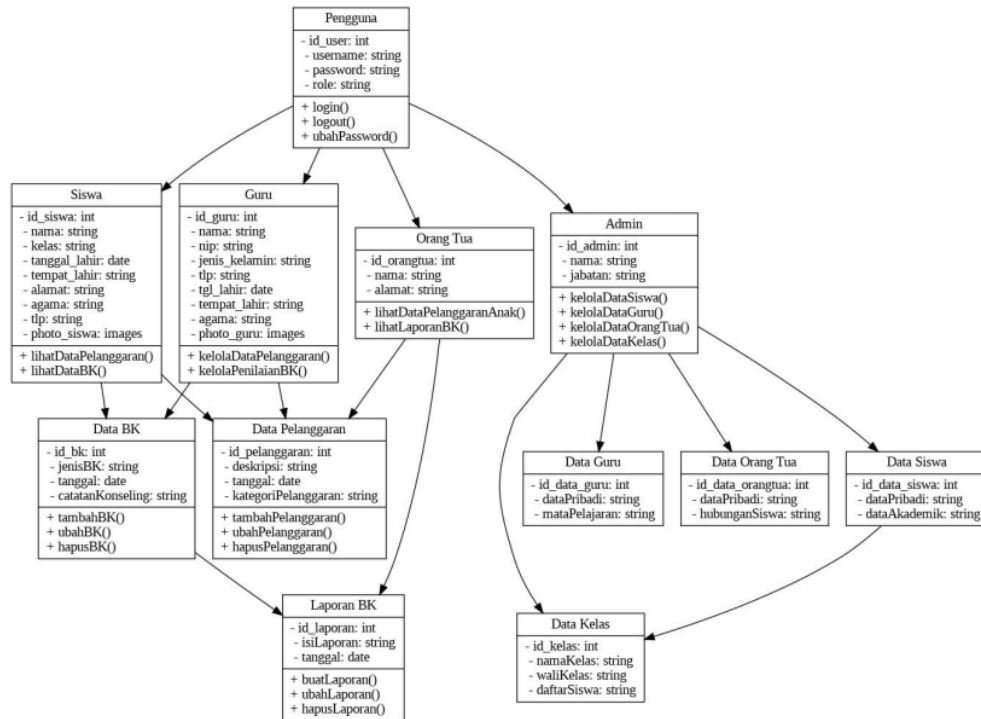 Pengguna
- id_user: int
- username: string
- password: string
- role: string
+ login()
+ logout()
+ ubahPassword()
Siswa
- id_siswa: int
- nama: string
- kelas: string
- tanggal_lahir: date
- tempat_lahir: string
- alamat: string
- agama: string
- tlp: string
- photo_siswa: images
+ lihatDataPelanggaran()
+ lihatDataBK()
Guru
- id_guru: int
- nama: string
- nip: string
- jenis_kelamin: string
- tlp: string
- tgl_lahir: date
- tempat_lahir: string
- agama: string
- photo_guru: images
+ kelolaDataPelanggaran()
+ kelolaPenilaianBK()
Orang Tua
- id_orangtua: int
- nama: string
- alamat: string
+ lihatDataPelanggaranAnak()
+ lihatLaporanBK()
Admin
- id_admin: int
- nama: string
- jabatan: string
+ kelolaDataSiswa()
+ kelolaDataGuru()
+ kelolaDataOrangTua()
+ kelolaDataKelas()
Data BK
- id_bk: int
- jenisBK: string
- tanggal: date
- catatanKonseling: string
+ tambahBK()
+ ubahBK()
+ hapusBK()
Data Pelanggaran
- id_pelanggaran: int
- deskripsi: string
- tanggal: date
- kategoriPelanggaran: string
+ tambahPelanggaran()
+ ubahPelanggaran()
+ hapusPelanggaran()
Data Guru
- id_data_guru: int
- dataPribadi: string
- mataPelajaran: string
Data Orang Tua
- id_data_orangtua: int
- dataPribadi: string
- hubunganSiswa: string
Data Siswa
- id_data_siswa: int
- dataPribadi: string
- dataAkademik: string
Laporan BK
- id_laporan: int
- isiLaporan: string
- tanggal: date
+ buatLaporan()
+ ubahLaporan()
+ hapusLaporan()
Data Kelas
- id_kelas: int
- namaKelas: string
- waliKelas: string
- daftarSiswa: string